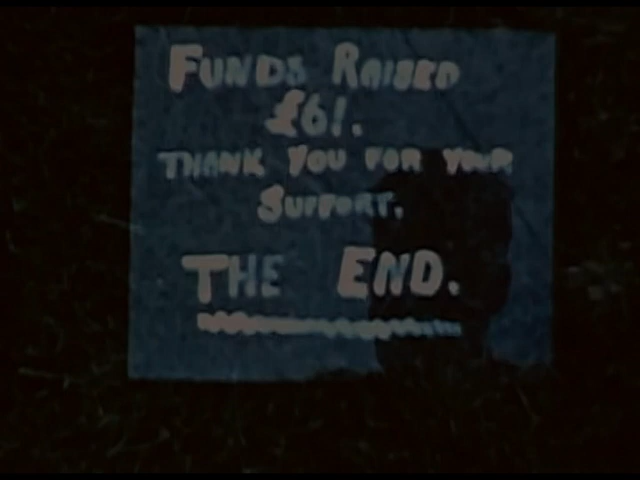 FUNDS RAISED
£61.
THANK YOU FOR YOUR
SUPPORT.
THE END.